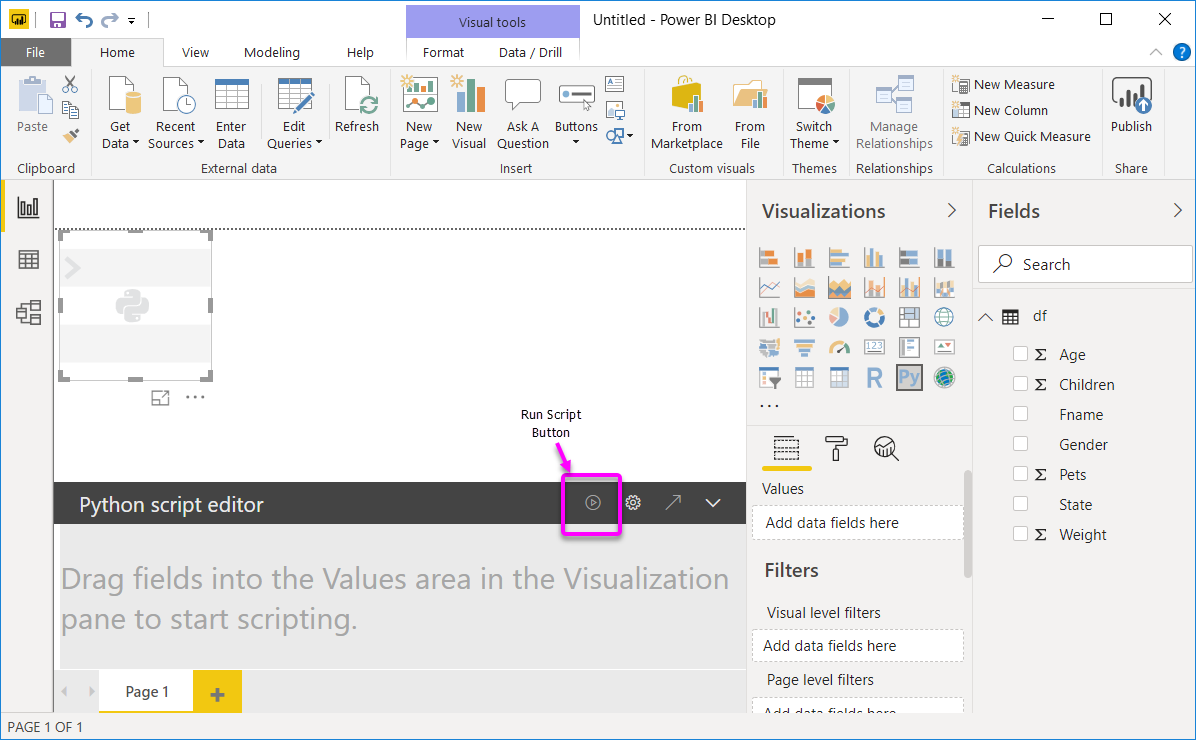 Visual tools
Untitled - Power BI Desktop
File
Home
View
Modeling
Help
Format
Data / Drill
?
Paste
Get
Data
Recent
Sources
Enter
Data
Edit
Queries
Refresh
New
Page
New
Visual
Ask A
Question
Buttons
From
Marketplace
From
File
Switch
Theme
Manage
Relationships
New Measure
New Column
New Quick Measure
Publish
Clipboard
External data
Insert
Custom visuals
Themes
Relationships
Calculations
Share
Run Script
Button
Python script editor
Drag fields into the Values area in the Visualization
pane to start scripting.
Page 1
PAGE 1 OF 1
Visualizations
123
R
Py
...
Values
Add data fields here
Filters
Visual level filters
Add data fields here
Page level filters
Add data fields here
Fields
Search
df
Σ Age
Σ Children
Fname
Gender
Σ Pets
State
Σ Weight